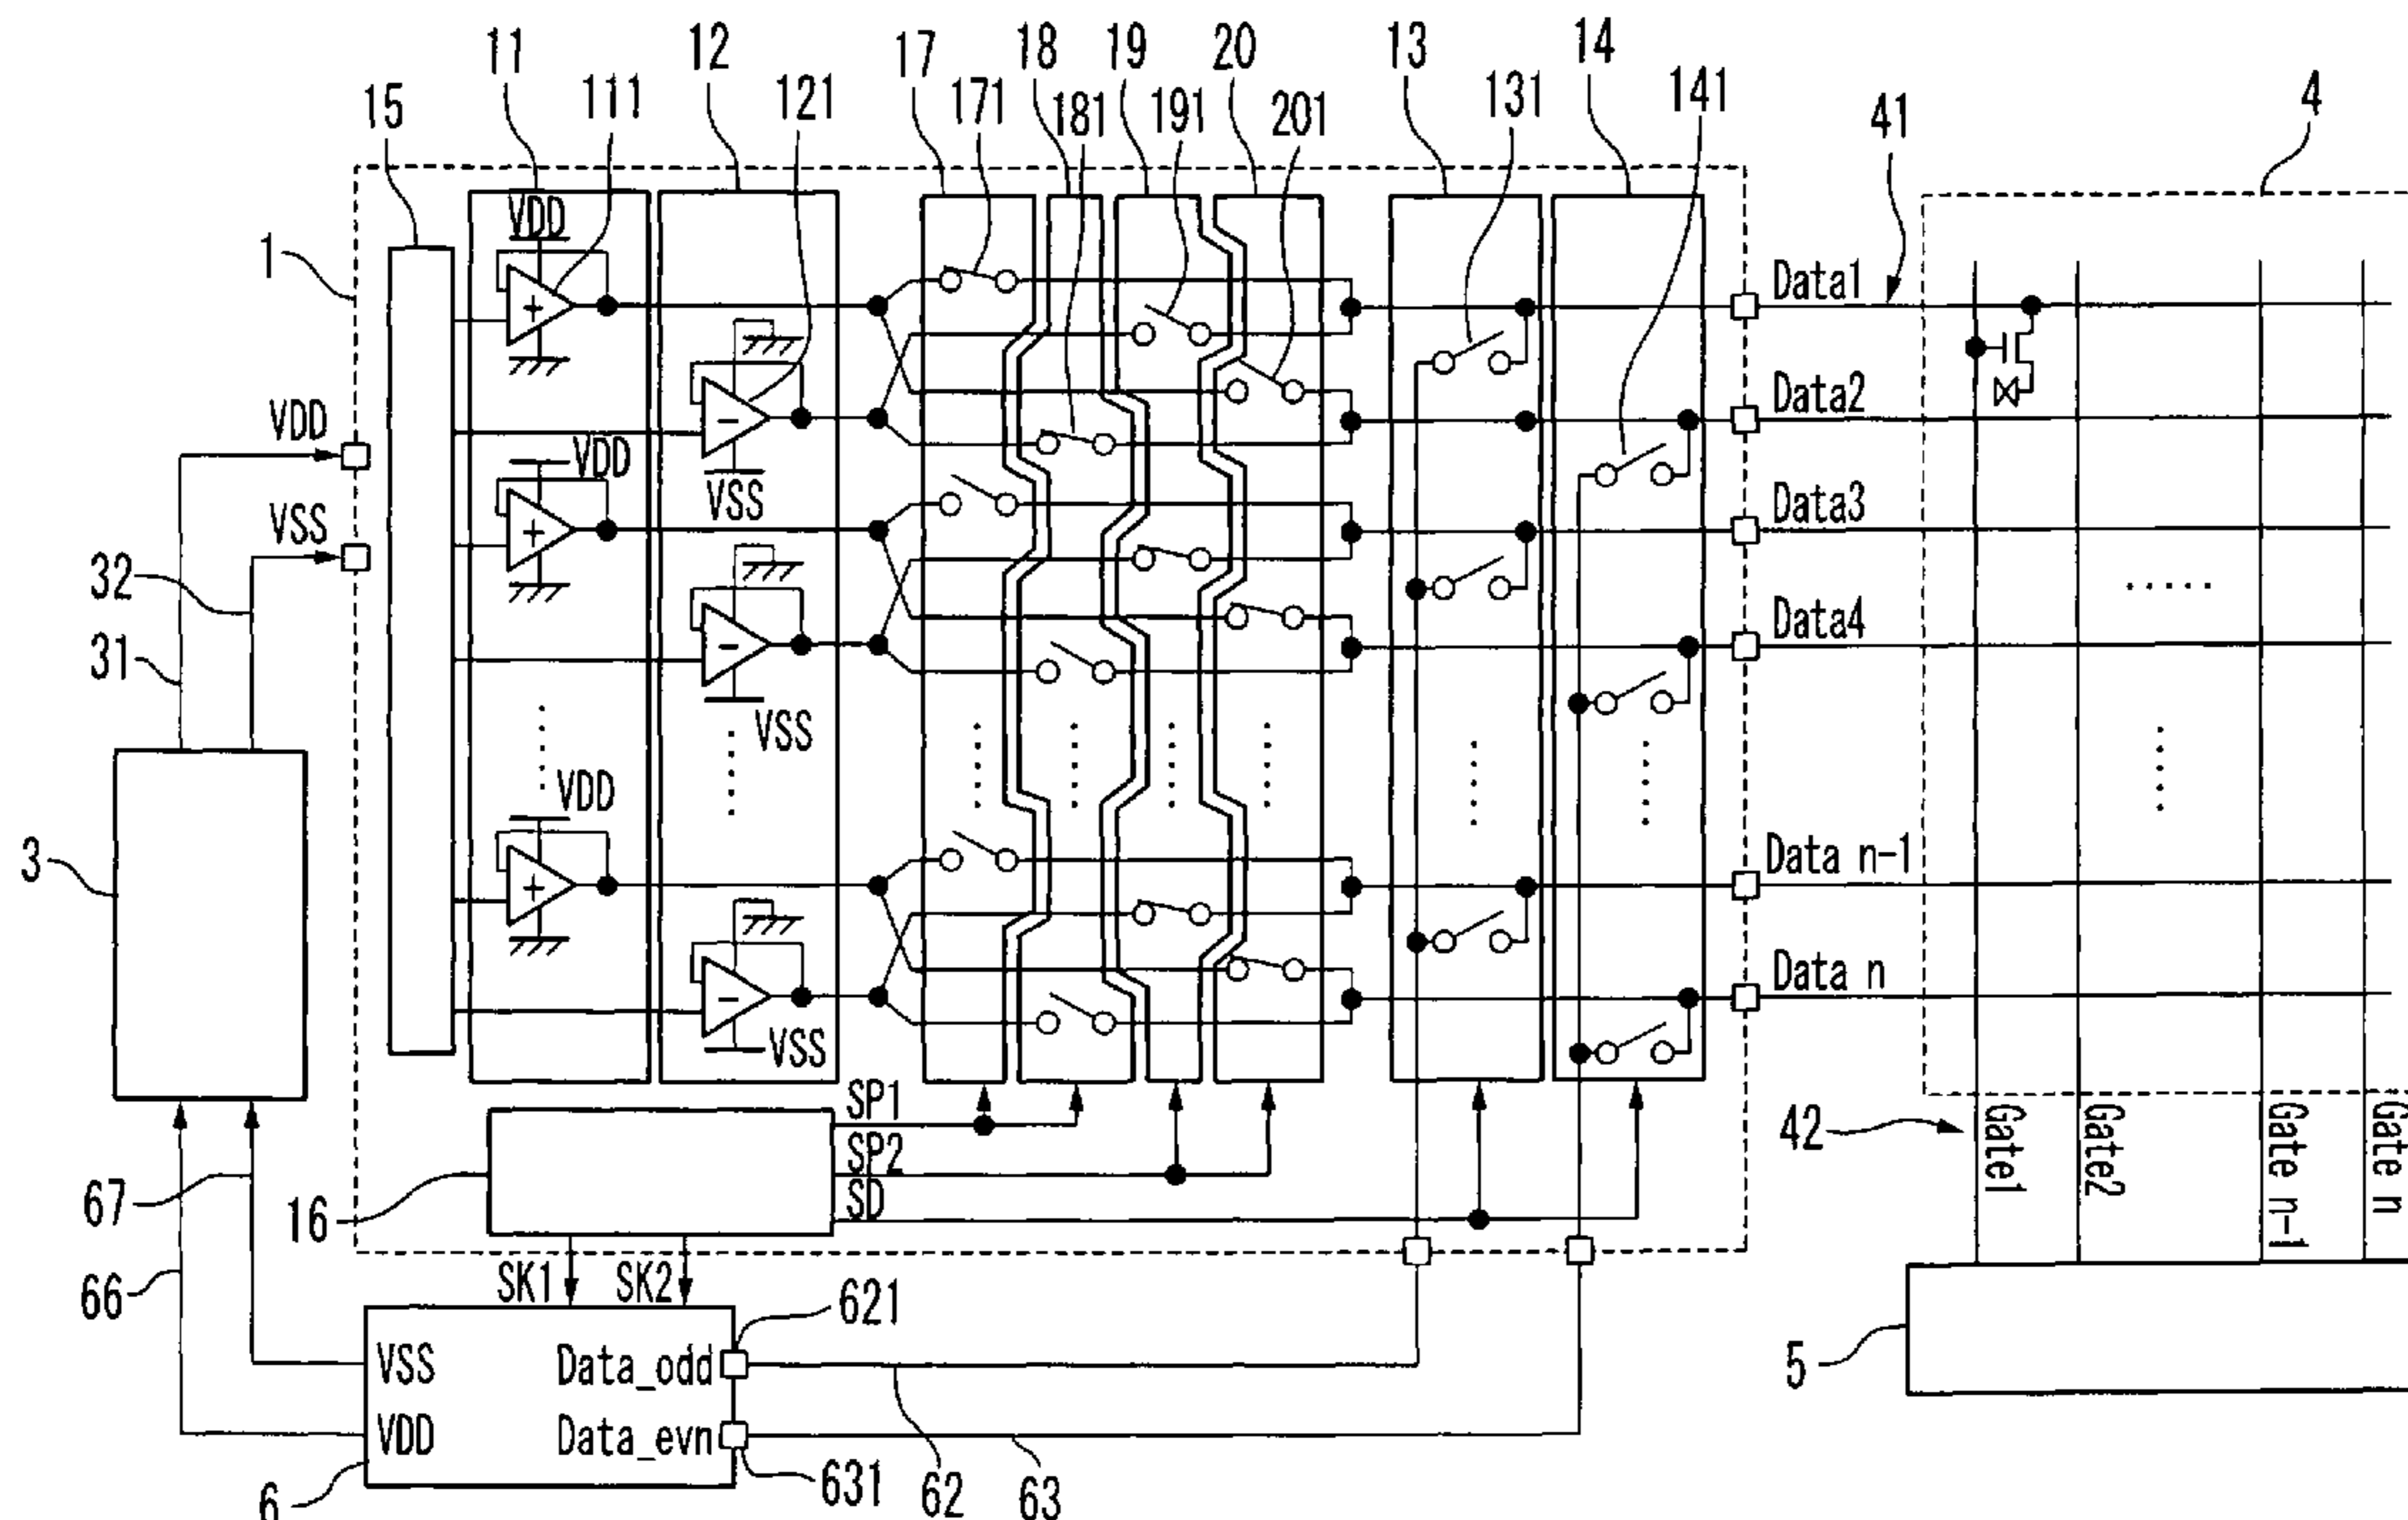 11
12
17
18
19
20
13
14
4
15
111
121
171
181
191
201
131
141
41
1
VDD
Data1
VDD
Data2
VDD
VSS
VSS
Data3
32
Data4
31
VSS
VDD
3
Data n-1
Data n
VSS
SP1
SP2
SD
42
Gate1
Gate2
Gate n-1
Gate n
67
16
66
SK1
SK2
621
VSS
Data_odd
5
VDD
Data_evn
6
631
62
63